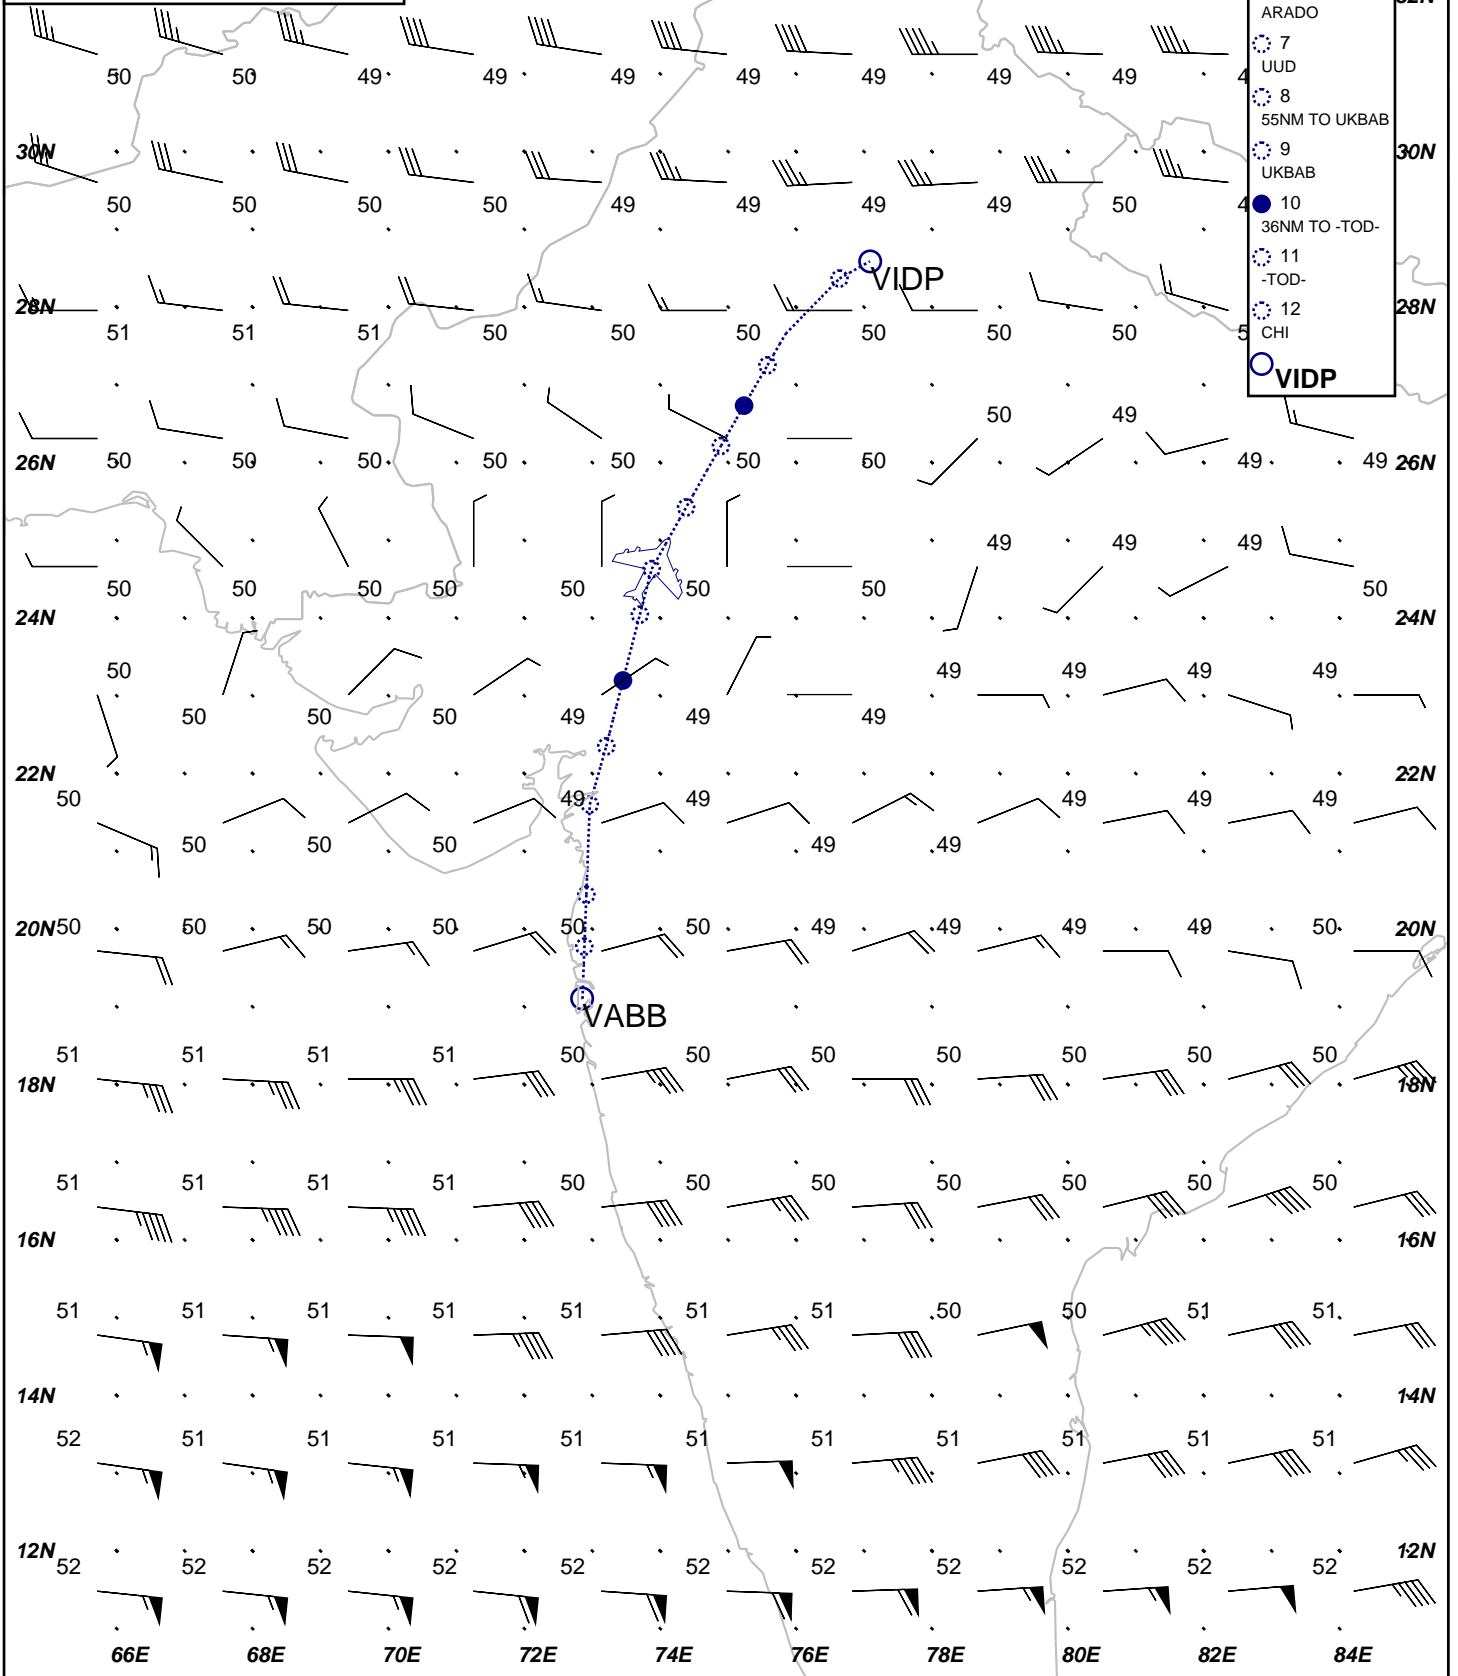 32N
ARADO
7
UUD
8
55NM TO UKBAB
9
UKBAB
10
36NM TO -TOD-
11
-TOD-
12
CHI
VIDP
50 50 49 49 49 49 49 49 49
30N 30N
50 50 50 50 49 49 49 49 50
VIDP
28N 28N
51 51 51 50 50 50 50 50 50
50 49
26N 50 50 50 50 50 50 50 49 49 26N
49 49 49
50 50 50 50 50 50 50
24N 24N
50 49 49 49 49
50 50 50 49 49 49
22N 22N
50 49 49 49 49 49
50 50 50 49 49
20N 50 50 50 50 50 50 49 49 49 49 50 20N
VABB
51 51 51 51 50 50 50 50 50 50 50
18N 18N
51 51 51 51 50 50 50 50 50 50 50
16N 16N
51 51 51 51 51 51 51 50 50 51 51
14N 14N
52 51 51 51 51 51 51 51 51 51 51
12N 12N
52 52 52 52 52 52 52 52 52 52 52
66E 68E 70E 72E 74E 76E 78E 80E 82E 84E